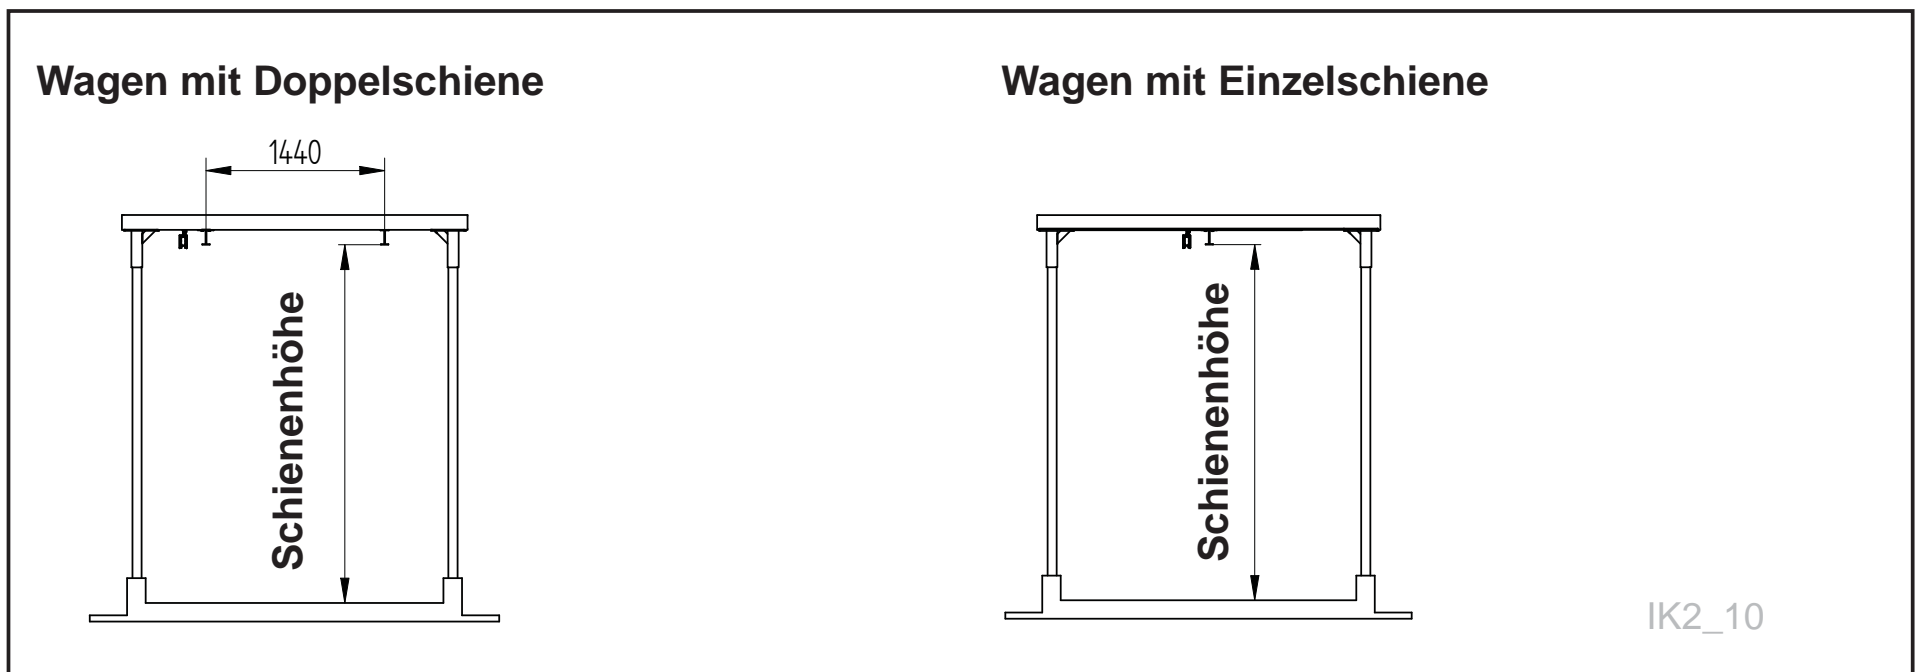 Wagen mit Doppelschiene
Wagen mit Einzelschiene
1440
Schienenhöhe
Schienenhöhe
IK2_10